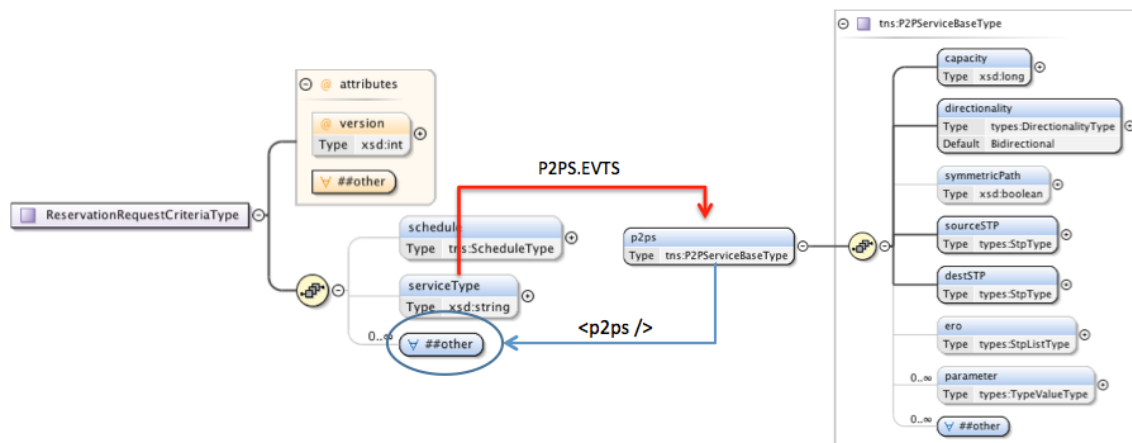 tns:P2PServiceBaseType
capacity
Type xsd:long
@ attributes
directionality
@ version
Type types:DirectionalityType
Type xsd:int
Default Bidirectional
P2PS.EVTS
##other
symmetricPath
Type xsd:boolean
ReservationRequestCriteriaType
schedule
Type tns:ScheduleType
sourceSTP
p2ps
Type types:StpType
Type tns:P2PServiceBaseType
serviceType
destSTP
Type xsd:string
Type types:StpType
0..∞
##other
<p2ps />
ero
Type types:StpListType
0..∞
parameter
Type types:TypeValueType
0..∞
##other